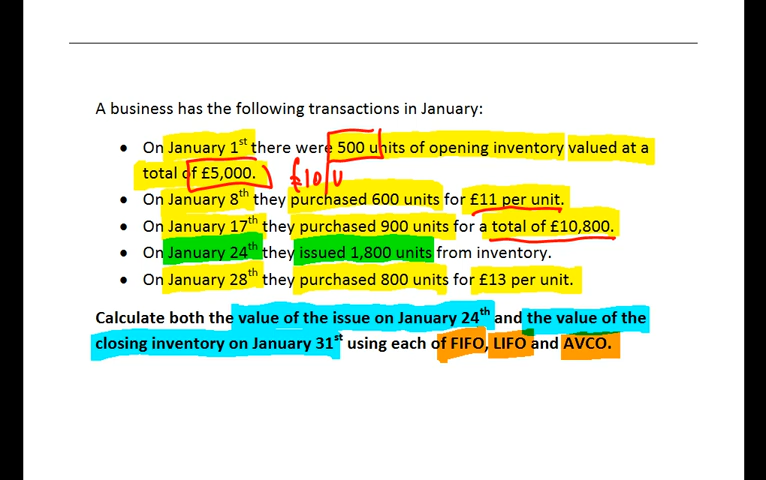 A business has the following transactions in January:
• On January 1st there were 500 units of opening inventory valued at a
total of £5,000. £10/u
• On January 8th they purchased 600 units for £11 per unit.
• On January 17th they purchased 900 units for a total of £10,800.
• On January 24th they issued 1,800 units from inventory.
• On January 28th they purchased 800 units for £13 per unit.
Calculate both the value of the issue on January 24th and the value of the
closing inventory on January 31st using each of FIFO, LIFO and AVCO.